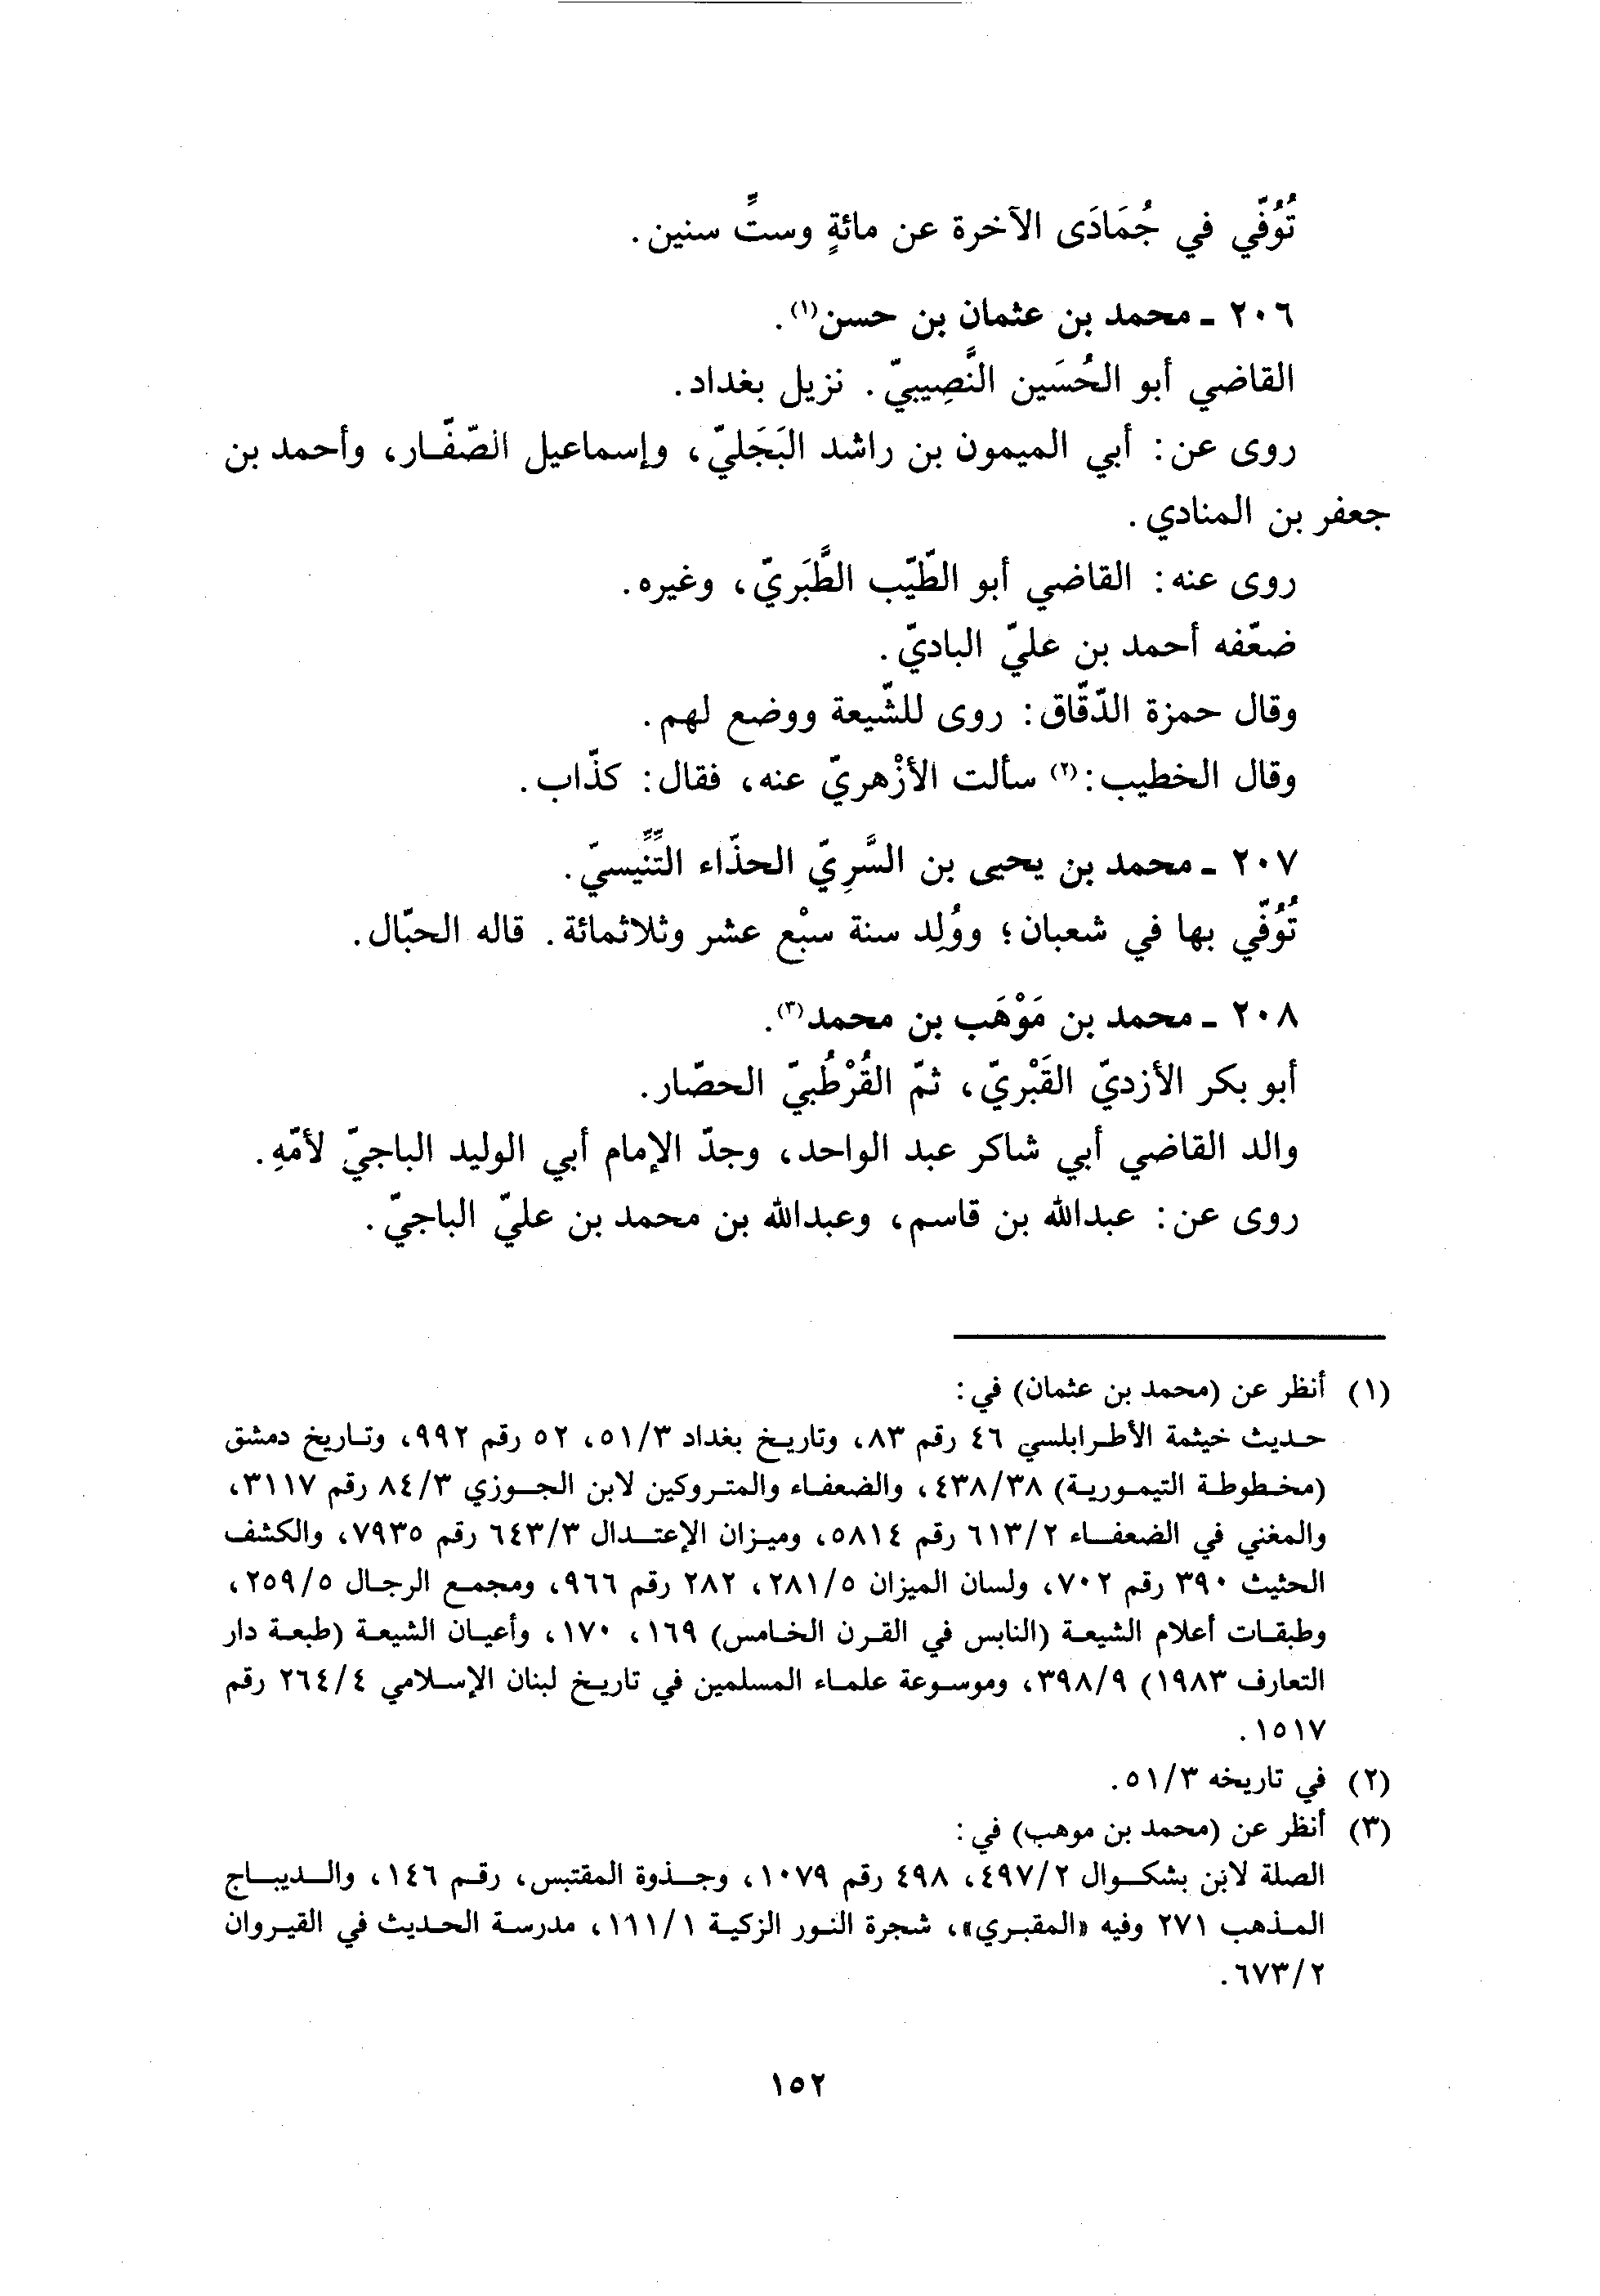 تُوُفّي في جُمَادَى الآخرة عن مائةٍ وستِّ سنين.
٢٠٦ ـ محمد بن عثمان بن حسن(١).
القاضي أبو الحُسَين النَّصِيبيّ. نزيل بغداد.
روى عن: أبي الميمون بن راشد البَجَليّ، وإسماعيل الصّفّار، وأحمد بن
جعفر بن المنادي.
روى عنه: القاضي أبو الطّيّب الطَّبَريّ، وغيره.
ضعّفه أحمد بن عليّ الباديّ.
وقال حمزة الدّقّاق: روى للشّيعة ووضع لهم.
وقال الخطيب:(٢) سألت الأزْهريّ عنه، فقال: كذّاب.
٢٠٧ ـ محمد بن يحيى بن السَّرِيّ الحذّاء التِّنِّيسيّ.
تُوُفّي بها في شعبان؛ ووُلِد سنة سبْع عشر وثلاثمائة. قاله الحبّال.
٢٠٨ ـ محمد بن مَوْهَب بن محمد(٣).
أبو بكر الأزديّ القَبْريّ، ثمّ القُرْطُبيّ الحصّار.
والد القاضي أبي شاكر عبد الواحد، وجدّ الإمام أبي الوليد الباجيّ لأمّهِ.
روى عن: عبدالله بن قاسم، وعبدالله بن محمد بن عليّ الباجيّ.
(١) أنظر عن (محمد بن عثمان) في:
حديث خيثمة الأطرابلسي ٤٦ رقم ٨٣، وتاريخ بغداد ٥١/٣، ٥٢ رقم ٩٩٢، وتاريخ دمشق
(مخطوطة التيمورية) ٤٣٨/٣٨، والضعفاء والمتروكين لابن الجوزي ٨٤/٣ رقم ٣١١٧،
والمغني في الضعفاء ٦١٣/٢ رقم ٥٨١٤، وميزان الإعتدال ٦٤٣/٣ رقم ٧٩٣٥، والكشف
الحثيث ٣٩٠ رقم ٧٠٢، ولسان الميزان ٢٨١/٥، ٢٨٢ رقم ٩٦٦، ومجمع الرجال ٢٥٩/٥،
وطبقات أعلام الشيعة (النابس في القرن الخامس) ١٦٩، ١٧٠، وأعيان الشيعة (طبعة دار
التعارف ١٩٨٣) ٣٩٨/٩، وموسوعة علماء المسلمين في تاريخ لبنان الإسلامي ٢٦٤/٤ رقم
١٥١٧.
(٢) في تاريخه ٥١/٣.
(٣) أنظر عن (محمد بن موهب) في:
الصلة لابن بشكوال ٤٩٧/٢، ٤٩٨ رقم ١٠٧٩، وجذوة المقتبس، رقم ١٤٦، والديباج
المذهب ٢٧١ وفيه «المقبري»، شجرة النور الزكية ١١١/١، مدرسة الحديث في القيروان
٦٧٣/٢.
١٥٢